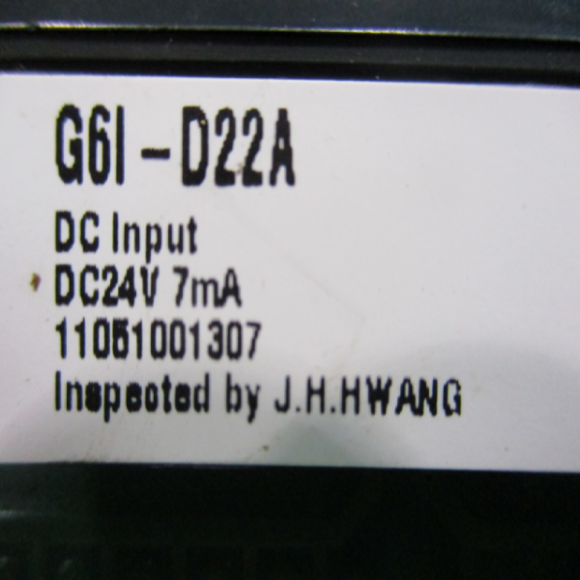 G6I-D22A
DC Input
DC24V 7mA
11051001307
Inspected by J.H.HWANG